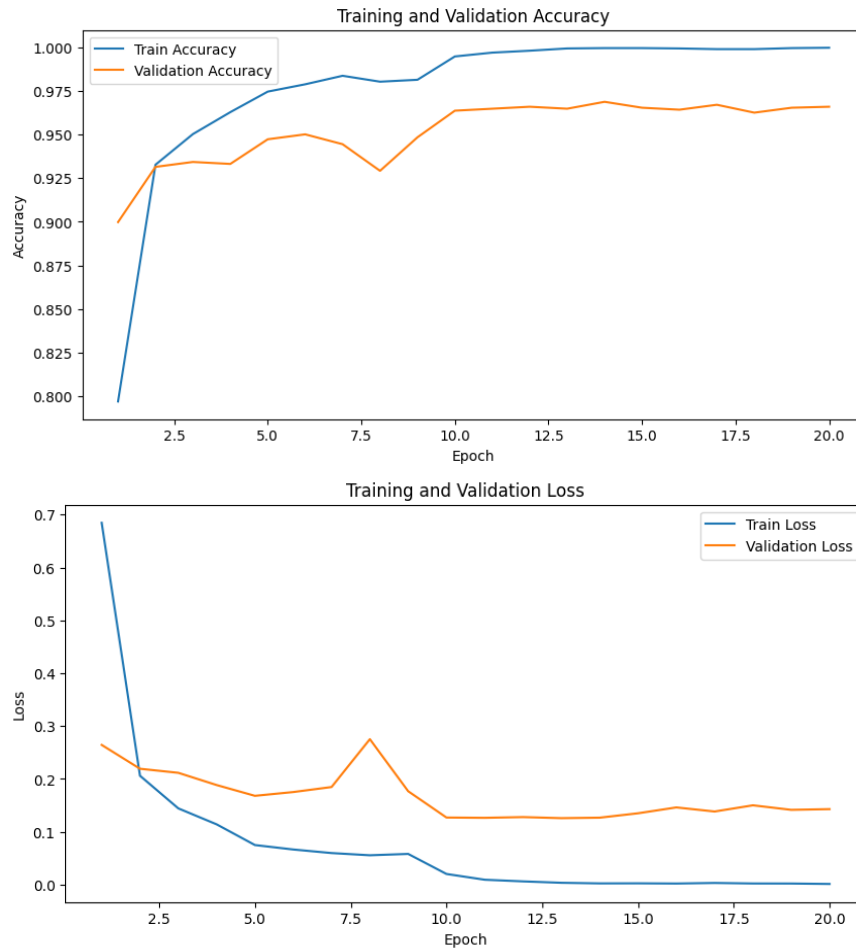 Training and Validation Accuracy
Train Accuracy
Validation Accuracy
1.000
0.975
0.950
0.925
0.900
0.875
0.850
0.825
0.800
Accuracy
2.5 5.0 7.5 10.0 12.5 15.0 17.5 20.0
Epoch
Training and Validation Loss
Train Loss
Validation Loss
0.7
0.6
0.5
0.4
0.3
0.2
0.1
0.0
Loss
2.5 5.0 7.5 10.0 12.5 15.0 17.5 20.0
Epoch